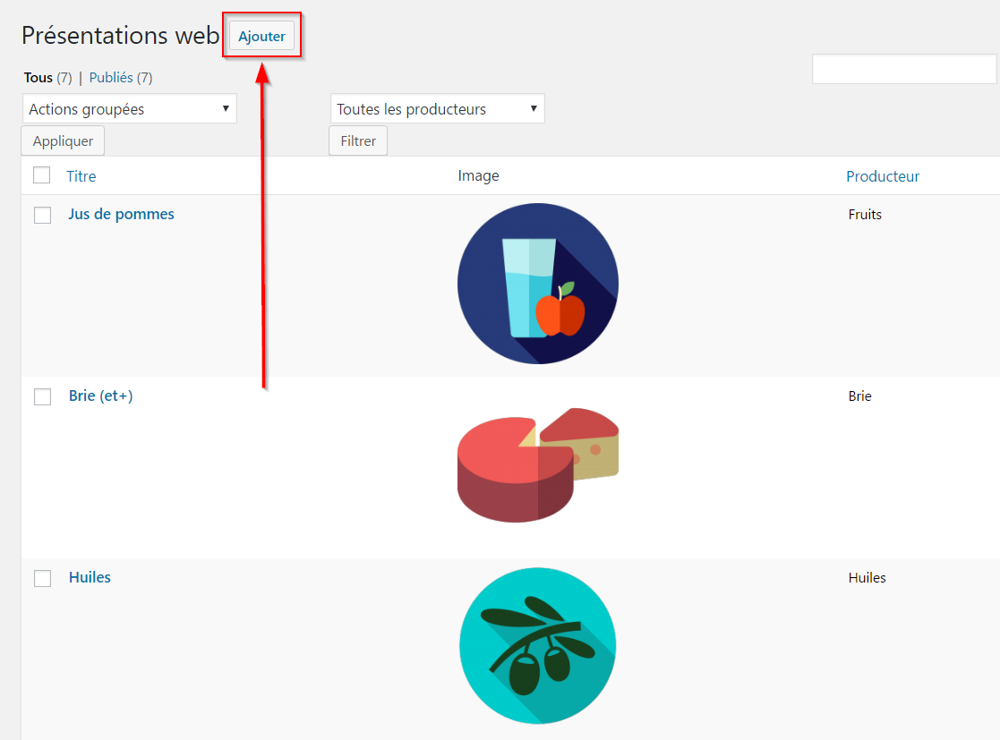 Présentations web Ajouter
Tous (7) | Publiés (7)
Actions groupées Toutes les producteurs
Appliquer Filtrer
Titre Image Producteur
Jus de pommes Fruits
Brie (et+) Brie
Huiles Huiles